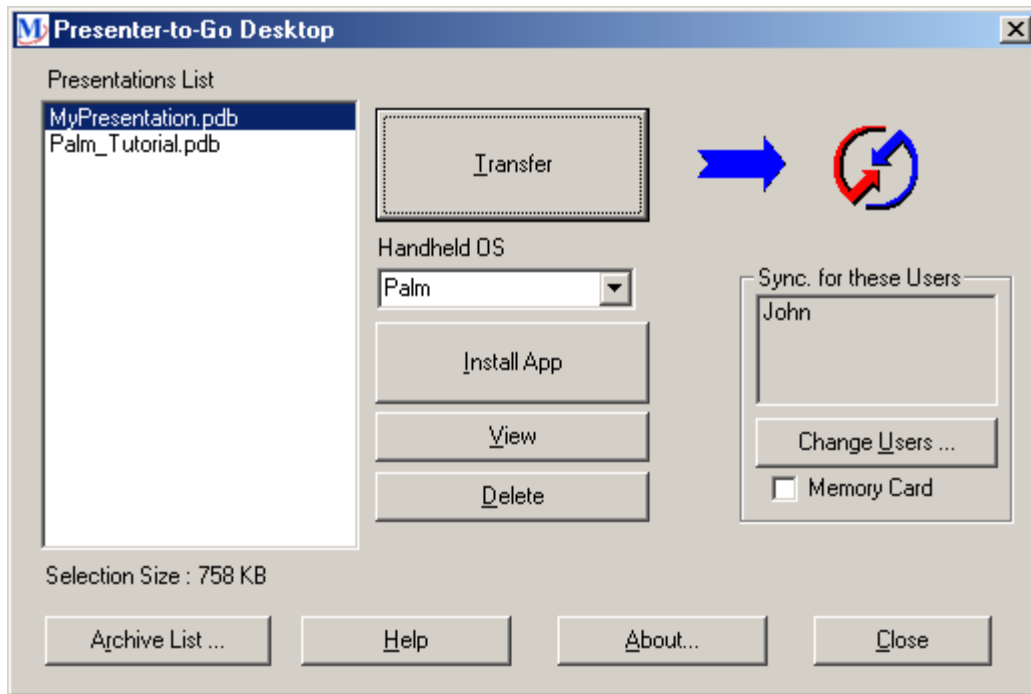 Presenter-to-Go Desktop
Presentations List
MyPresentation.pdb
Palm_Tutorial.pdb
Transfer
Handheld OS
Palm
Sync. for these Users
John
Install App
View
Change Users ...
Delete
Memory Card
Selection Size : 758 KB
Archive List ...
Help
About...
Close